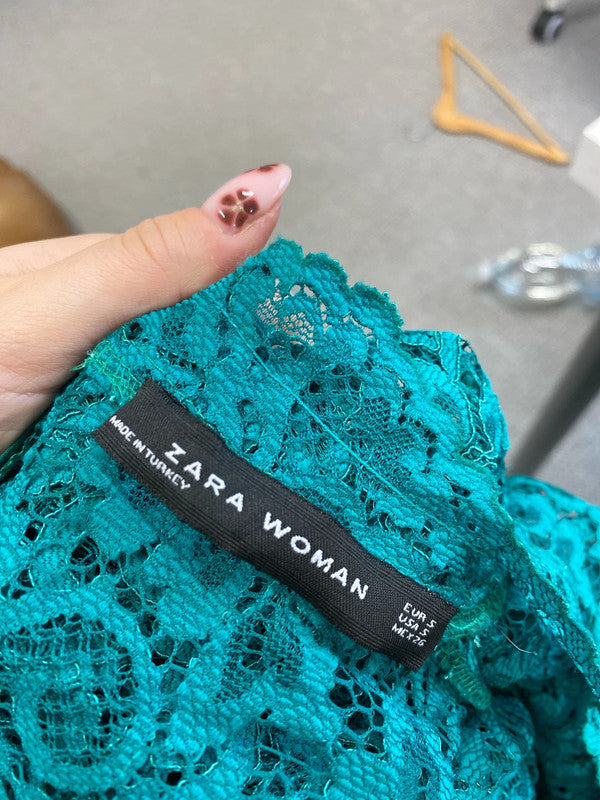 MADE IN TURKEY
ZARA WOMAN
EUR S
USA S
MEX 26